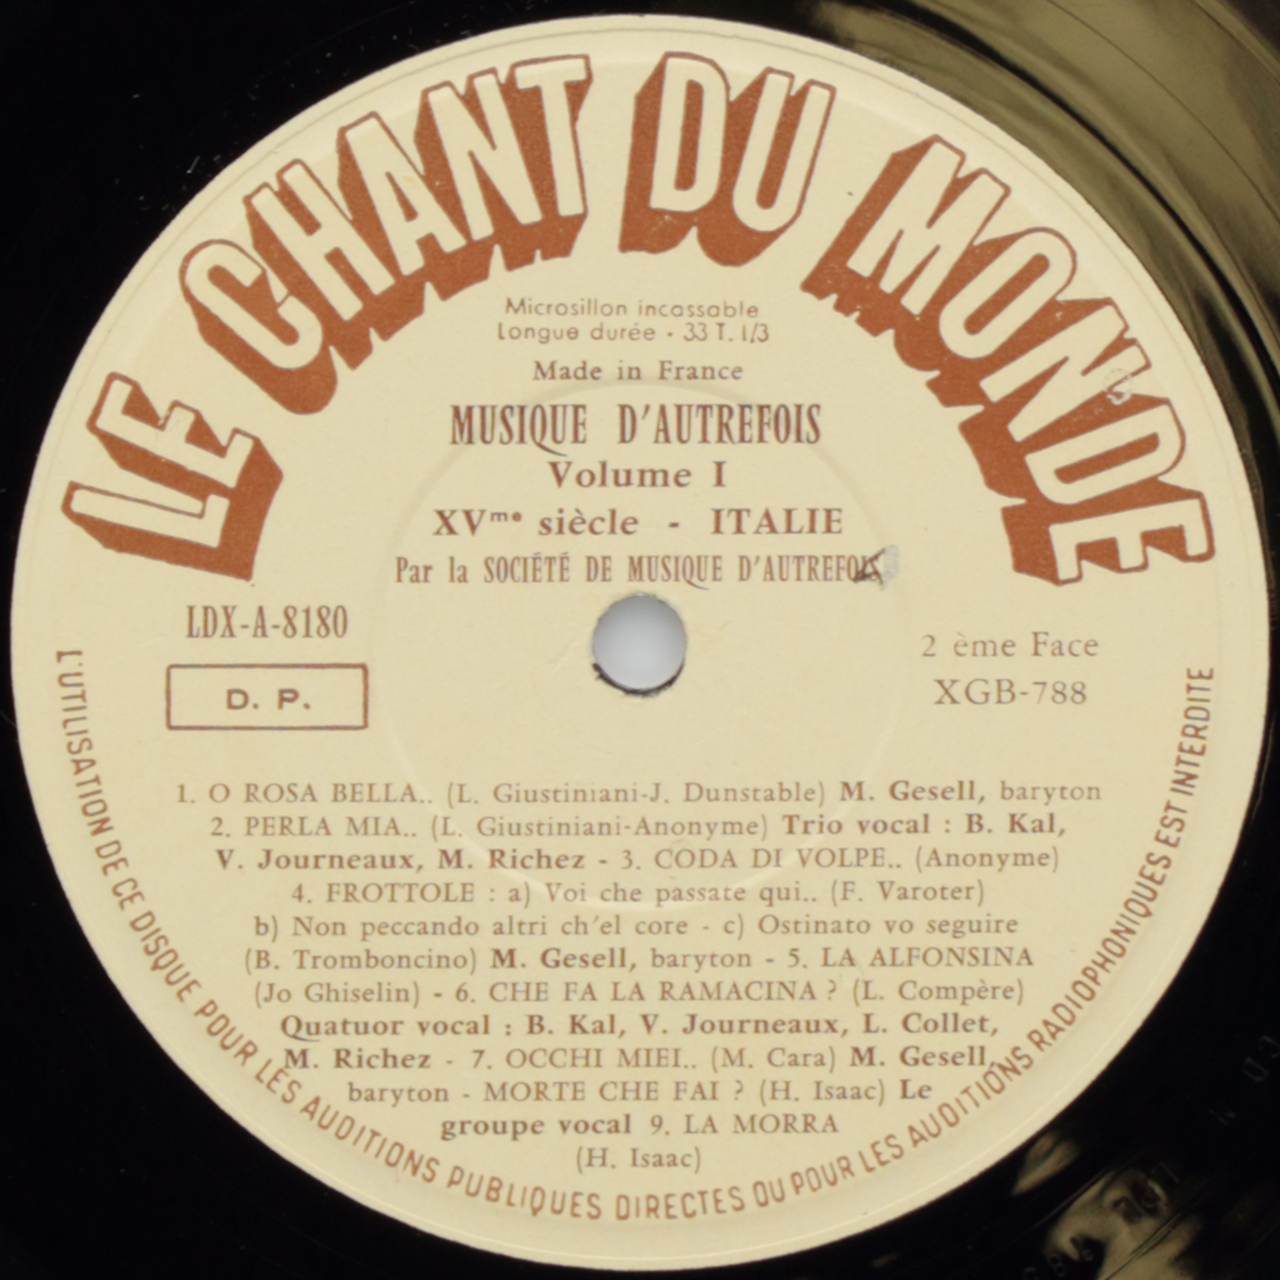 LE CHANT DU MONDE
Microsillon incassable
Longue durée - 33 T. 1/3
Made in France
MUSIQUE D'AUTREFOIS
Volume I
XVme siècle - ITALIE
Par la SOCIÉTÉ DE MUSIQUE D'AUTREFOIS
LDX-A-8180
D. P.
2 ème Face
XGB-788
1. O ROSA BELLA.. (L. Giustiniani-J. Dunstable) M. Gesell, baryton
2. PERLA MIA.. (L. Giustiniani-Anonyme) Trio vocal : B. Kal,
V. Journeaux, M. Richez - 3. CODA DI VOLPE.. (Anonyme)
4. FROTTOLE : a) Voi che passate qui.. (F. Varoter)
b) Non peccando altri ch'el core - c) Ostinato vo seguire
(B. Tromboncino) M. Gesell, baryton - 5. LA ALFONSINA
(Jo Ghiselin) - 6. CHE FA LA RAMACINA ? (L. Compère)
Quatuor vocal : B. Kal, V. Journeaux, L. Collet,
M. Richez - 7. OCCHI MIEI.. (M. Cara) M. Gesell,
baryton - MORTE CHE FAI ? (H. Isaac) Le
groupe vocal 9. LA MORRA
(H. Isaac)
L'UTILISATION DE CE DISQUE POUR LES AUDITIONS PUBLIQUES DIRECTES OU POUR LES AUDITIONS RADIOPHONIQUES EST INTERDITE